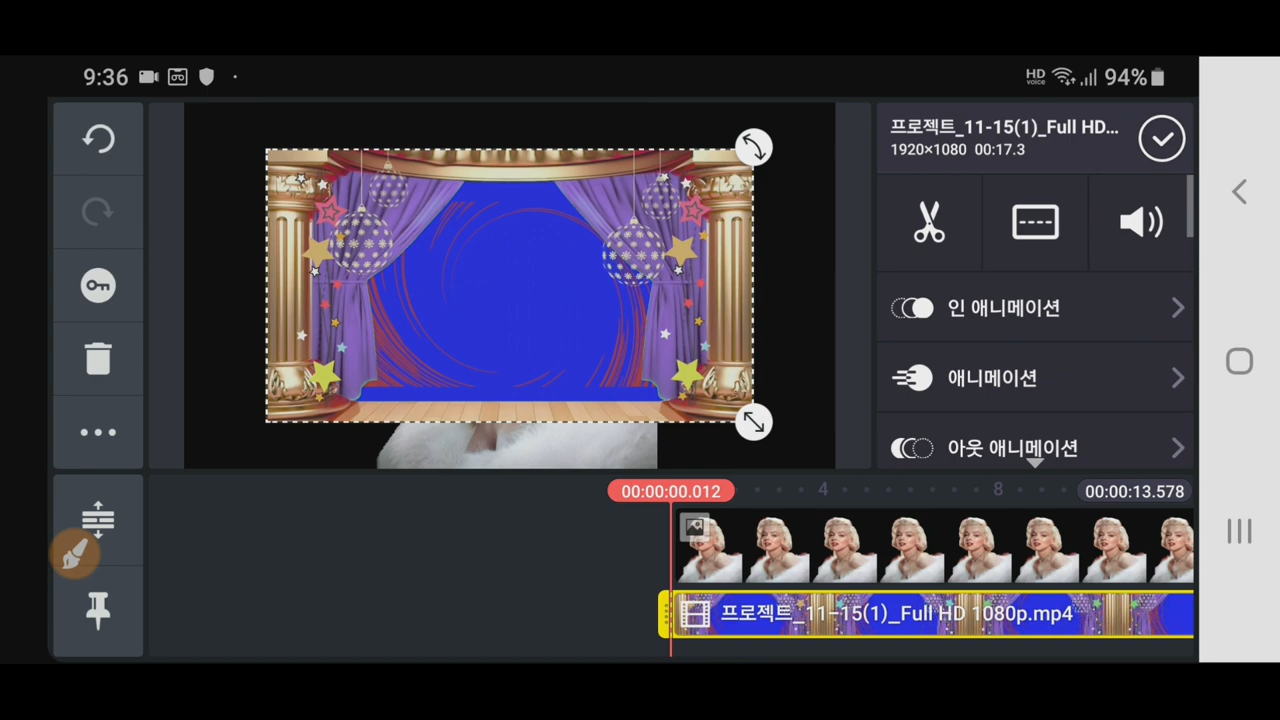 9:36
HD voice 94%
프로젝트_11-15(1)_Full HD...
1920×1080 00:17.3
인 애니메이션
애니메이션
아웃 애니메이션
00:00:00.012 4 8 00:00:13.578
프로젝트_11-15(1)_Full HD 1080p.mp4